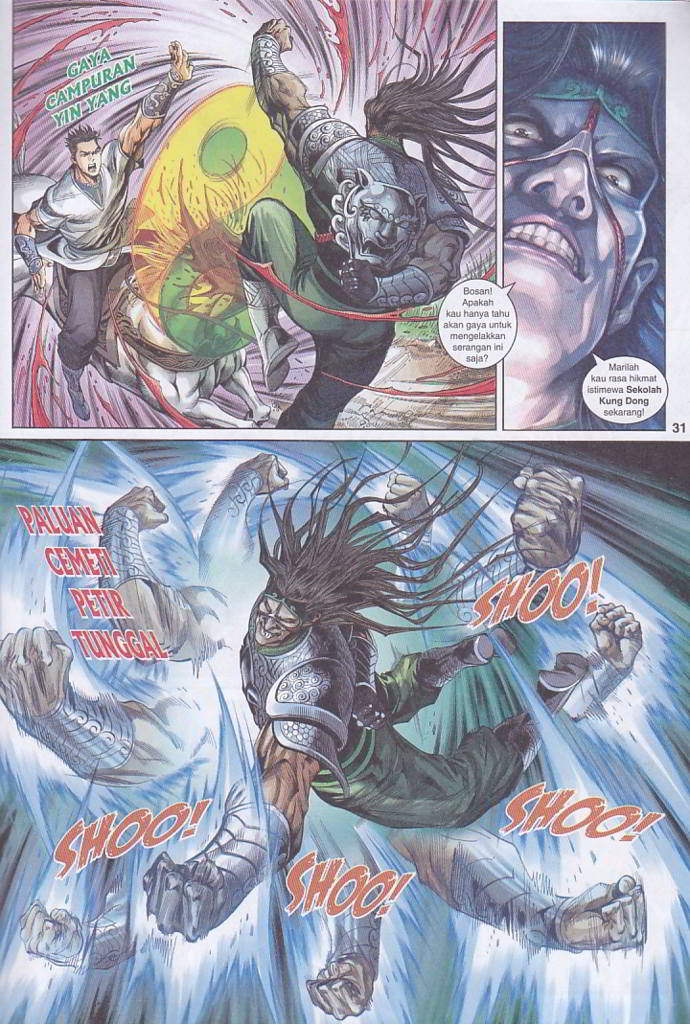 GAYA
CAMPURAN
YIN YANG
Bosan!
Apakah
kau hanya tahu
akan gaya untuk
mengelakkan
serangan ini
saja?
Marilah
kau rasa hikmat
istimewa Sekolah
Kung Dong
sekarang!
31
PALUAN
CEMETI
PETIR
TUNGGAL
SHOO!
SHOO!
SHOO!
SHOO!